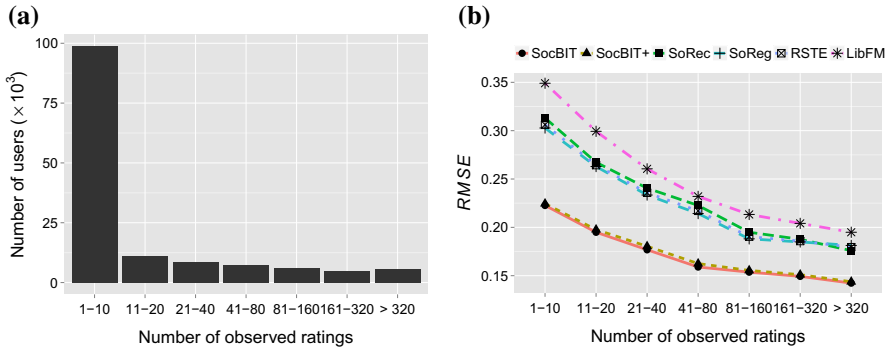 (a)
100
75
50
25
0
Number of users (×10³)
1−10 11−20 21−40 41−80 81−160 161−320 > 320
Number of observed ratings
(b)
SocBIT SocBIT+ SoRec SoReg RSTE LibFM
0.35
0.30
0.25
0.20
0.15
RMSE
1−10 11−20 21−40 41−80 81−160 161−320 > 320
Number of observed ratings